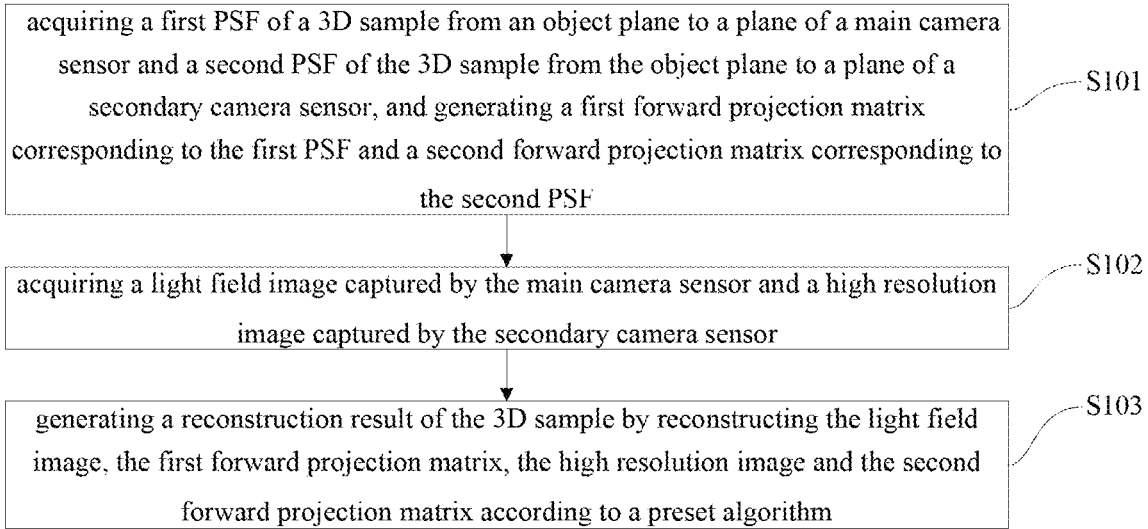 acquiring a first PSF of a 3D sample from an object plane to a plane of a main camera
sensor and a second PSF of the 3D sample from the object plane to a plane of a
secondary camera sensor, and generating a first forward projection matrix
corresponding to the first PSF and a second forward projection matrix corresponding to
the second PSF
S101
acquiring a light field image captured by the main camera sensor and a high resolution
image captured by the secondary camera sensor
S102
generating a reconstruction result of the 3D sample by reconstructing the light field
image, the first forward projection matrix, the high resolution image and the second
forward projection matrix according to a preset algorithm
S103